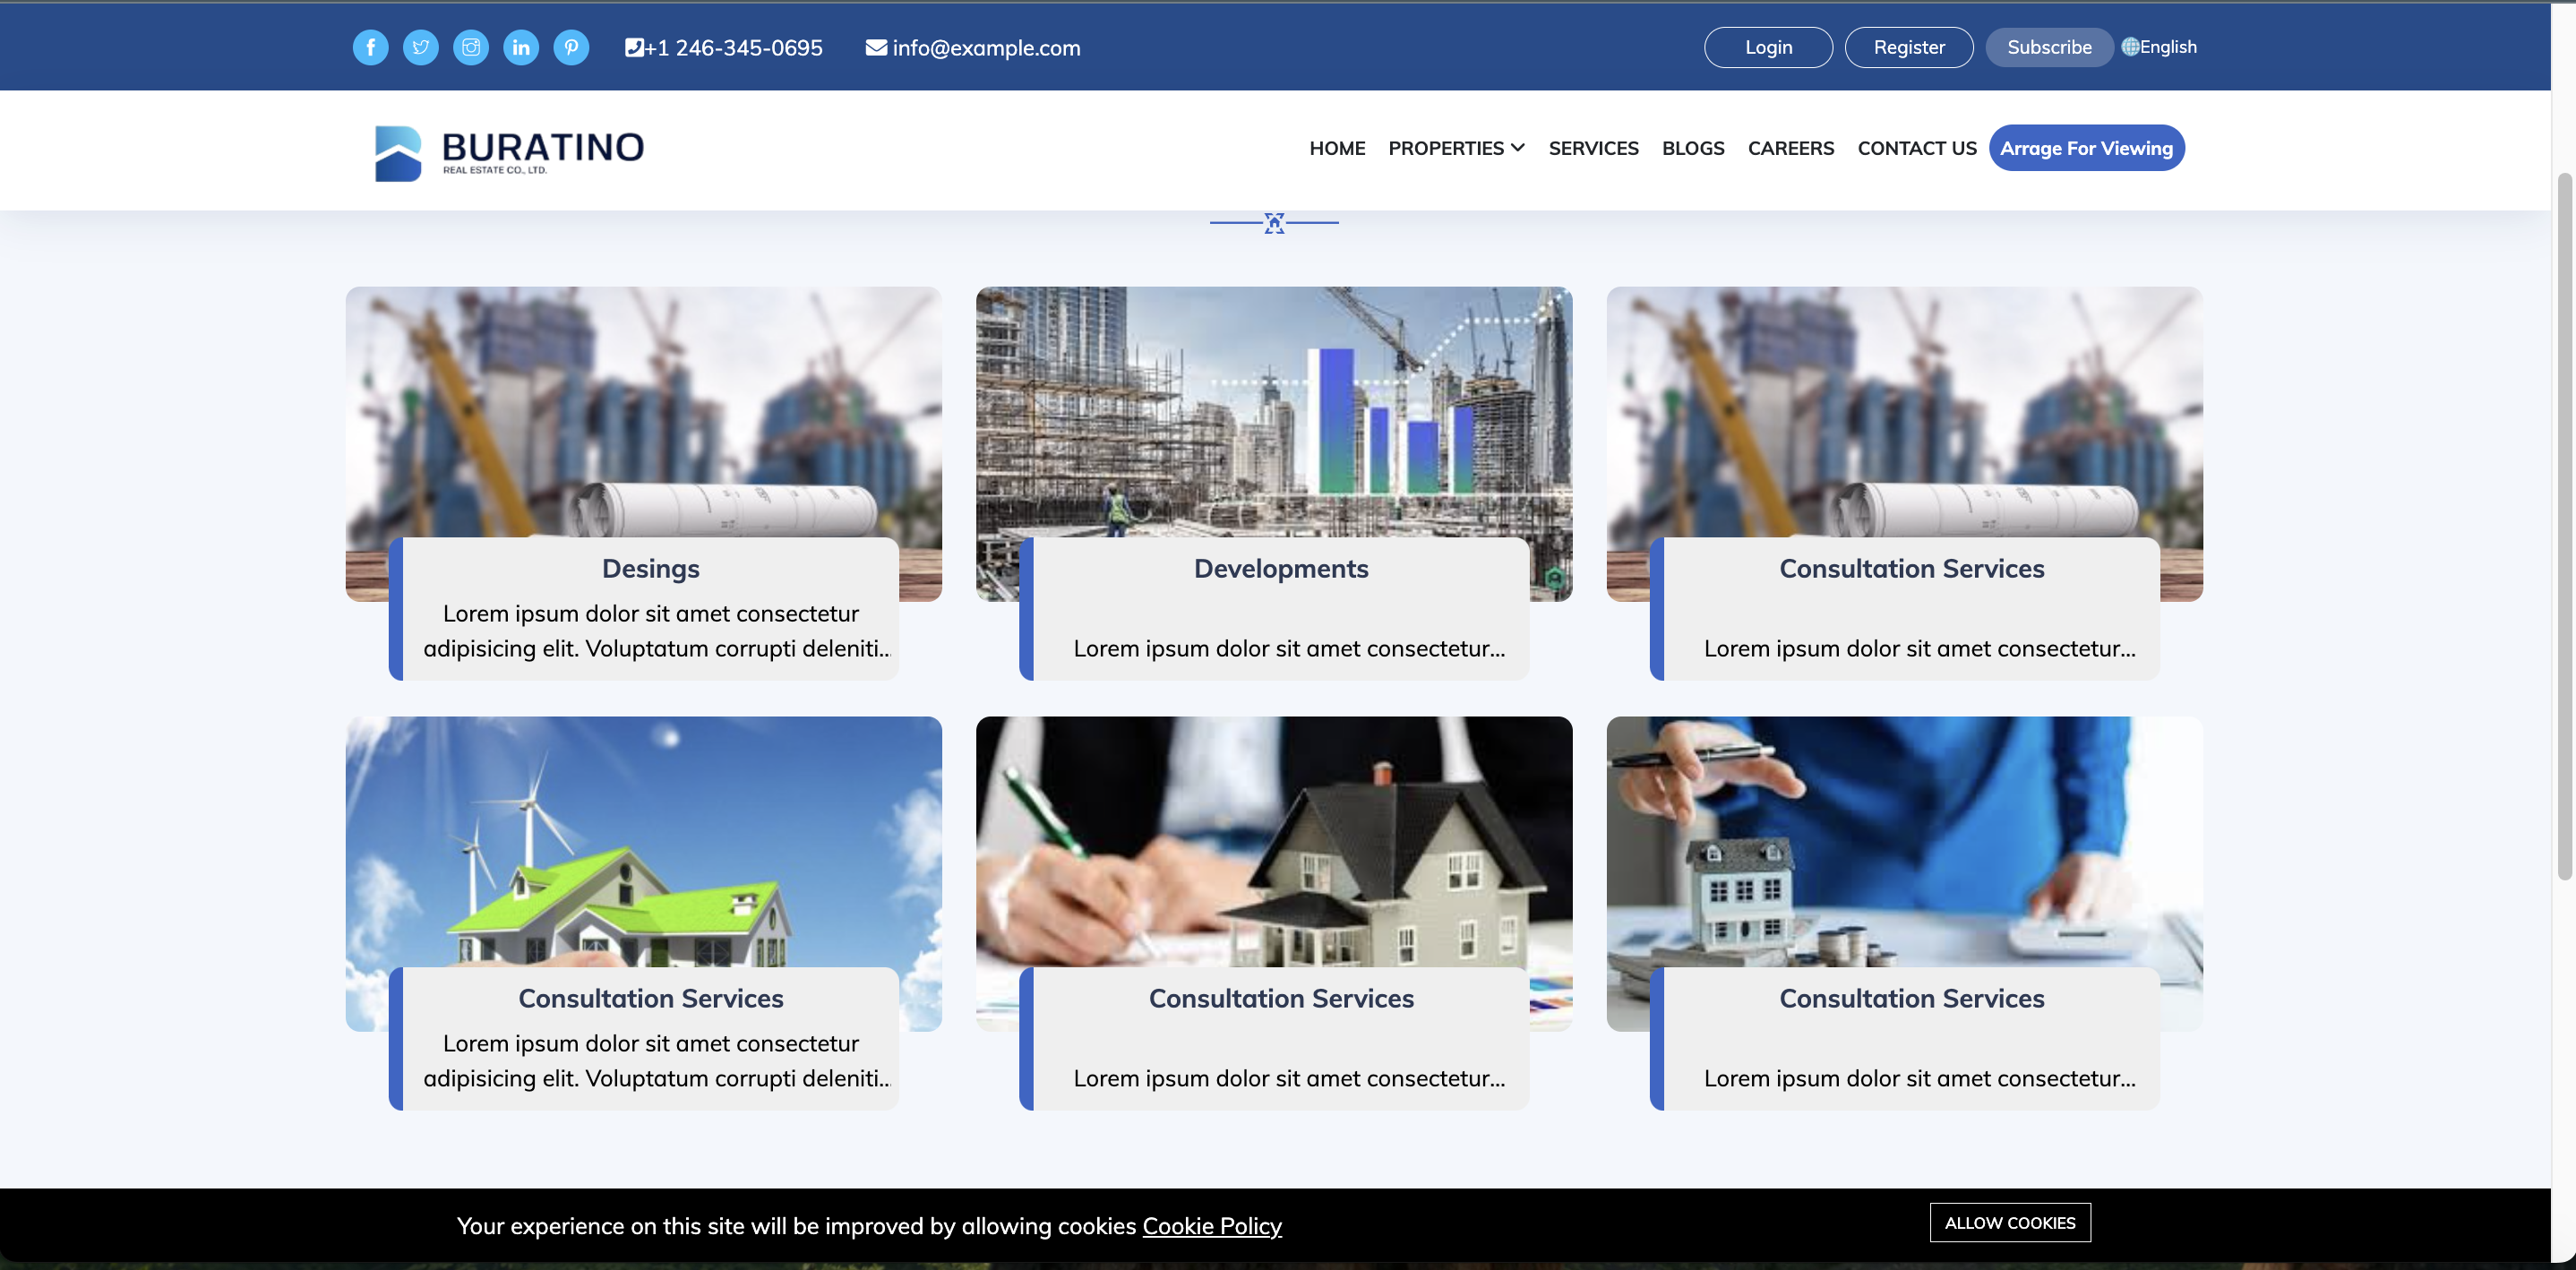 +1 246-345-0695 info@example.com Login Register Subscribe English
BURATINO
REAL ESTATE CO., LTD.
HOME PROPERTIES SERVICES BLOGS CAREERS CONTACT US Arrage For Viewing
Desings
Lorem ipsum dolor sit amet consectetur
adipisicing elit. Voluptatum corrupti deleniti...
Developments
Lorem ipsum dolor sit amet consectetur...
Consultation Services
Lorem ipsum dolor sit amet consectetur...
Consultation Services
Lorem ipsum dolor sit amet consectetur
adipisicing elit. Voluptatum corrupti deleniti...
Consultation Services
Lorem ipsum dolor sit amet consectetur...
Consultation Services
Lorem ipsum dolor sit amet consectetur...
Your experience on this site will be improved by allowing cookies Cookie Policy
ALLOW COOKIES